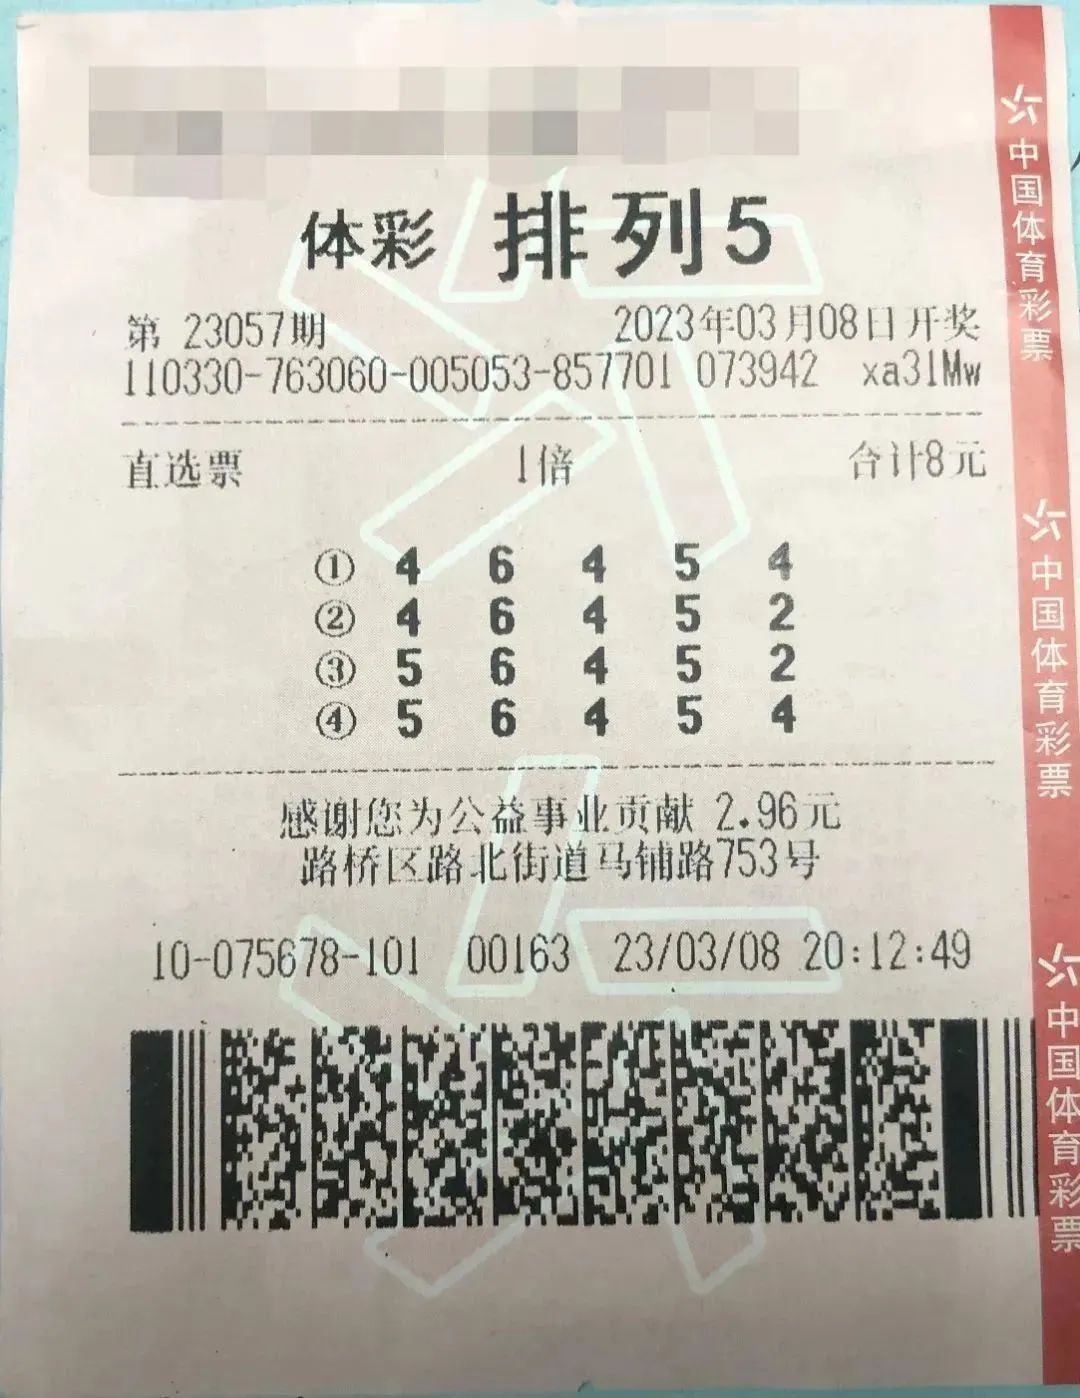 体彩 排列5
第 23057期 2023年03月08日开奖
110330-763060-005053-857701 073942 xa31Mw
直选票 1倍 合计8元
① 4 6 4 5 4
② 4 6 4 5 2
③ 5 6 4 5 2
④ 5 6 4 5 4
感谢您为公益事业贡献 2.96元
路桥区路北街道马铺路753号
10-075678-101 00163 23/03/08 20:12:49
中国体育彩票
中国体育彩票
中国体育彩票